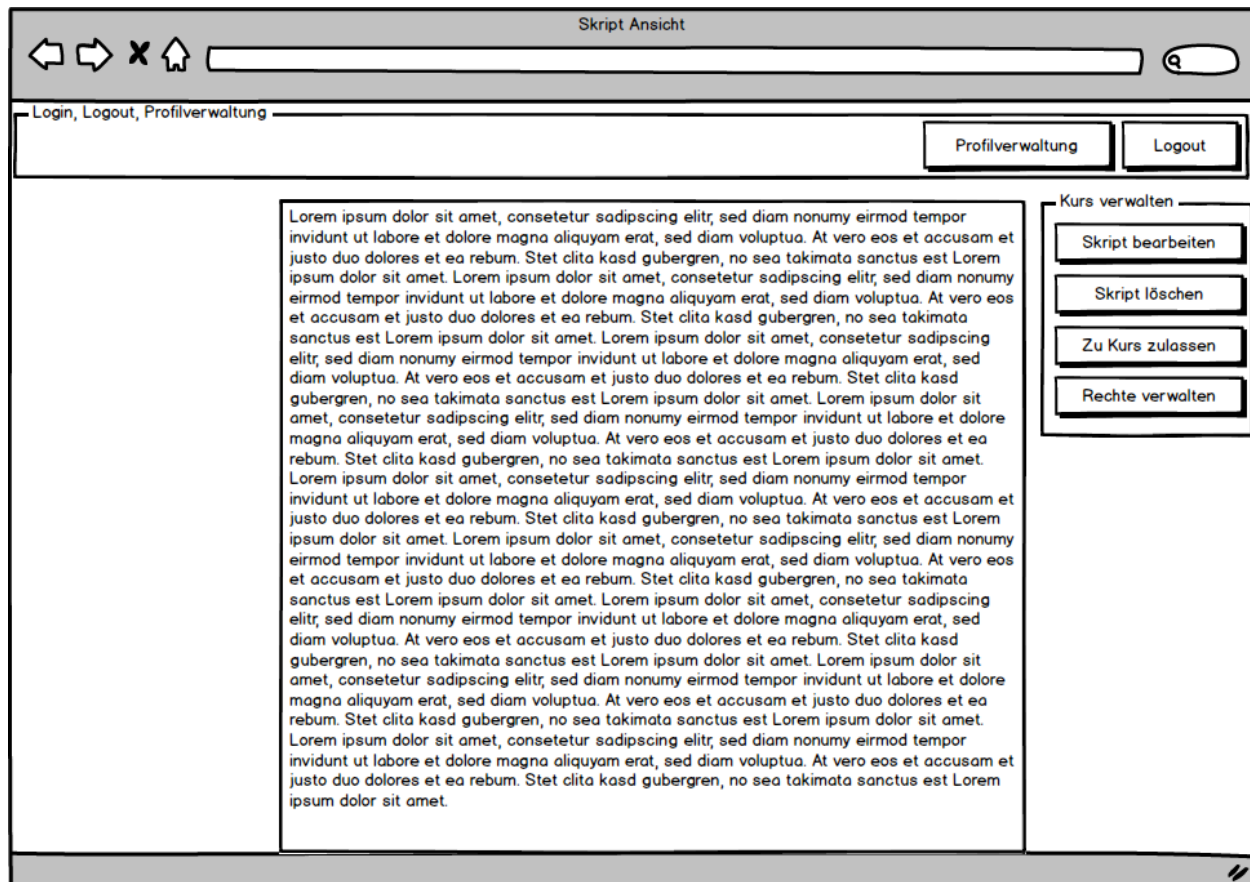 Skript Ansicht
Login, Logout, Profilverwaltung
Profilverwaltung
Logout
Lorem ipsum dolor sit amet, consetetur sadipscing elitr, sed diam nonumy eirmod tempor
invidunt ut labore et dolore magna aliquyam erat, sed diam voluptua. At vero eos et accusam et
justo duo dolores et ea rebum. Stet clita kasd gubergren, no sea takimata sanctus est Lorem
ipsum dolor sit amet. Lorem ipsum dolor sit amet, consetetur sadipscing elitr, sed diam nonumy
eirmod tempor invidunt ut labore et dolore magna aliquyam erat, sed diam voluptua. At vero eos
et accusam et justo duo dolores et ea rebum. Stet clita kasd gubergren, no sea takimata
sanctus est Lorem ipsum dolor sit amet. Lorem ipsum dolor sit amet, consetetur sadipscing
elitr, sed diam nonumy eirmod tempor invidunt ut labore et dolore magna aliquyam erat, sed
diam voluptua. At vero eos et accusam et justo duo dolores et ea rebum. Stet clita kasd
gubergren, no sea takimata sanctus est Lorem ipsum dolor sit amet. Lorem ipsum dolor sit
amet, consetetur sadipscing elitr, sed diam nonumy eirmod tempor invidunt ut labore et dolore
magna aliquyam erat, sed diam voluptua. At vero eos et accusam et justo duo dolores et ea
rebum. Stet clita kasd gubergren, no sea takimata sanctus est Lorem ipsum dolor sit amet.
Lorem ipsum dolor sit amet, consetetur sadipscing elitr, sed diam nonumy eirmod tempor
invidunt ut labore et dolore magna aliquyam erat, sed diam voluptua. At vero eos et accusam et
justo duo dolores et ea rebum. Stet clita kasd gubergren, no sea takimata sanctus est Lorem
ipsum dolor sit amet. Lorem ipsum dolor sit amet, consetetur sadipscing elitr, sed diam nonumy
eirmod tempor invidunt ut labore et dolore magna aliquyam erat, sed diam voluptua. At vero eos
et accusam et justo duo dolores et ea rebum. Stet clita kasd gubergren, no sea takimata
sanctus est Lorem ipsum dolor sit amet. Lorem ipsum dolor sit amet, consetetur sadipscing
elitr, sed diam nonumy eirmod tempor invidunt ut labore et dolore magna aliquyam erat, sed
diam voluptua. At vero eos et accusam et justo duo dolores et ea rebum. Stet clita kasd
gubergren, no sea takimata sanctus est Lorem ipsum dolor sit amet. Lorem ipsum dolor sit
amet, consetetur sadipscing elitr, sed diam nonumy eirmod tempor invidunt ut labore et dolore
magna aliquyam erat, sed diam voluptua. At vero eos et accusam et justo duo dolores et ea
rebum. Stet clita kasd gubergren, no sea takimata sanctus est Lorem ipsum dolor sit amet.
Lorem ipsum dolor sit amet, consetetur sadipscing elitr, sed diam nonumy eirmod tempor
invidunt ut labore et dolore magna aliquyam erat, sed diam voluptua. At vero eos et accusam et
justo duo dolores et ea rebum. Stet clita kasd gubergren, no sea takimata sanctus est Lorem
ipsum dolor sit amet.
Kurs verwalten
Skript bearbeiten
Skript löschen
Zu Kurs zulassen
Rechte verwalten